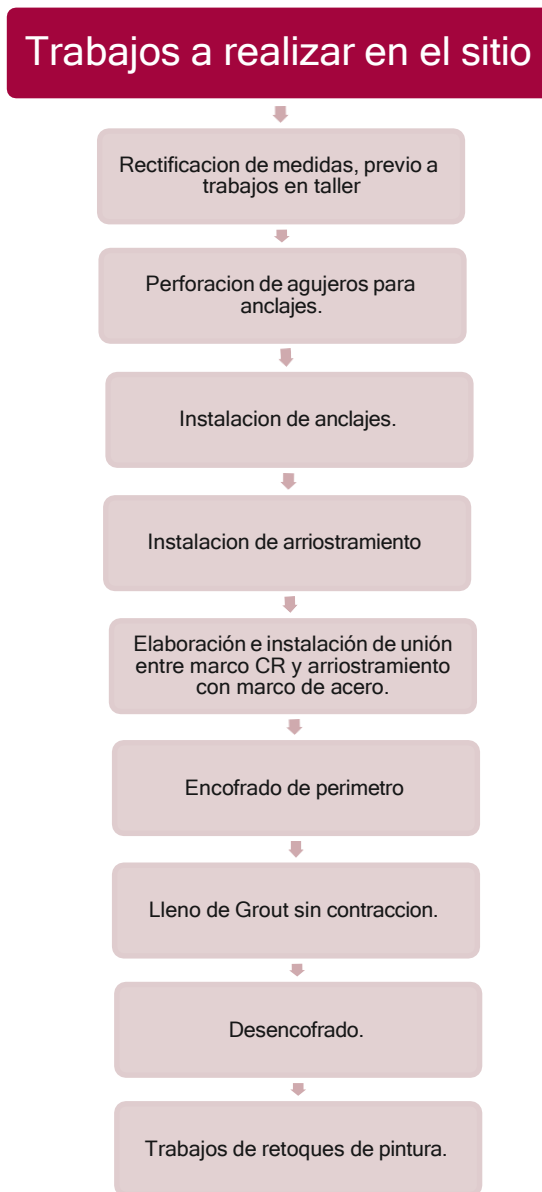 Trabajos a realizar en el sitio
Rectificacion de medidas, previo a
trabajos en taller
Perforacion de agujeros para
anclajes.
Instalacion de anclajes.
Instalacion de arriostramiento
Elaboración e instalación de unión
entre marco CR y arriostramiento
con marco de acero.
Encofrado de perimetro
Lleno de Grout sin contraccion.
Desencofrado.
Trabajos de retoques de pintura.